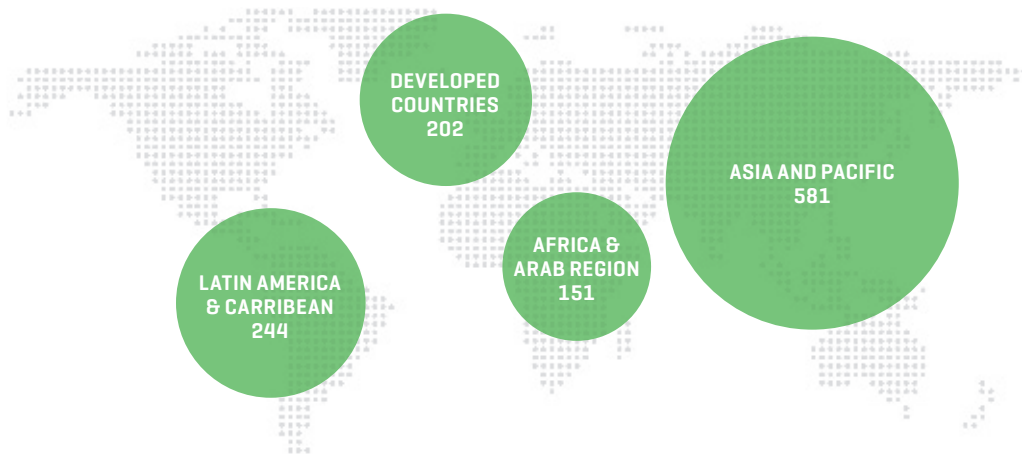 DEVELOPED
COUNTRIES
202
ASIA AND PACIFIC
581
AFRICA &
ARAB REGION
151
LATIN AMERICA
& CARRIBEAN
244